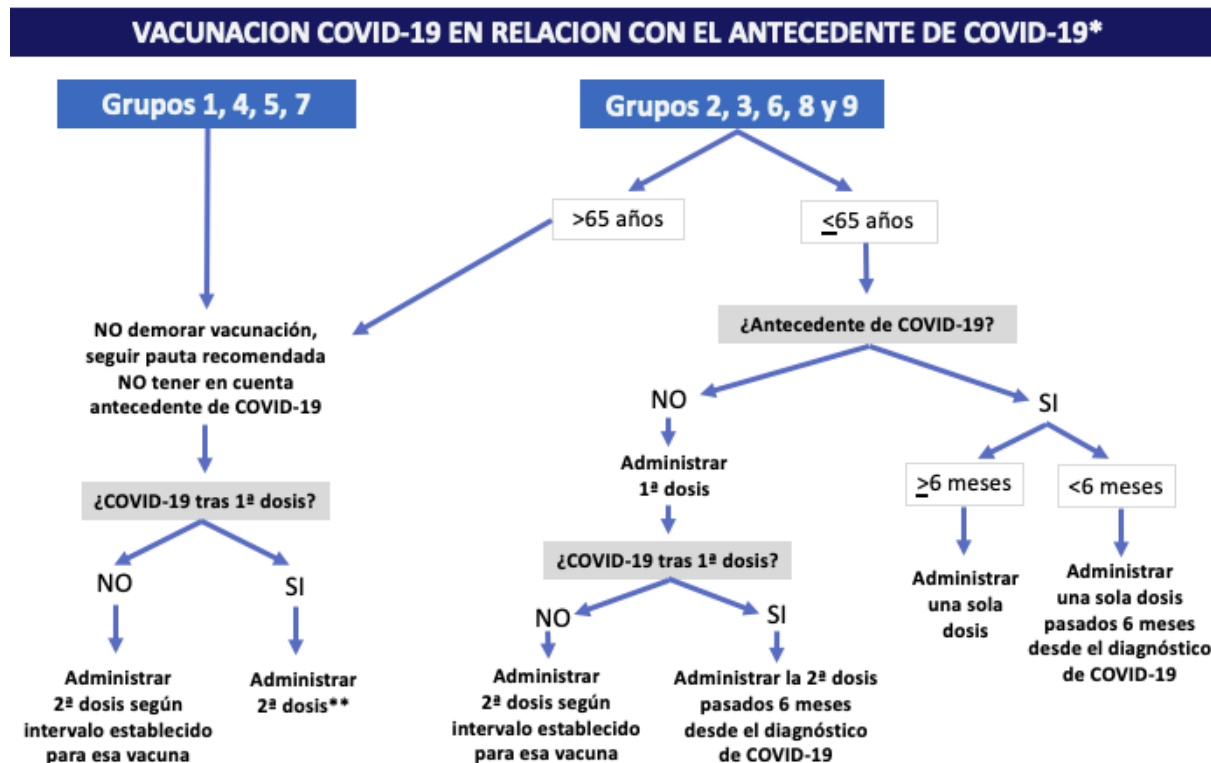 VACUNACION COVID-19 EN RELACION CON EL ANTECEDENTE DE COVID-19*
Grupos 1, 4, 5, 7
Grupos 2, 3, 6, 8 y 9
>65 años
≤65 años
NO demorar vacunación,
seguir pauta recomendada
NO tener en cuenta
antecedente de COVID-19
¿COVID-19 tras 1ª dosis?
NO
SI
Administrar
2ª dosis según
intervalo establecido
para esa vacuna
Administrar
2ª dosis**
¿Antecedente de COVID-19?
NO
SI
Administrar
1ª dosis
¿COVID-19 tras 1ª dosis?
NO
SI
Administrar
2ª dosis según
intervalo establecido
para esa vacuna
Administrar la 2ª dosis
pasados 6 meses
desde el diagnóstico
de COVID-19
≥6 meses
<6 meses
Administrar
una sola
dosis
Administrar
una sola dosis
pasados 6 meses
desde el diagnóstico
de COVID-19